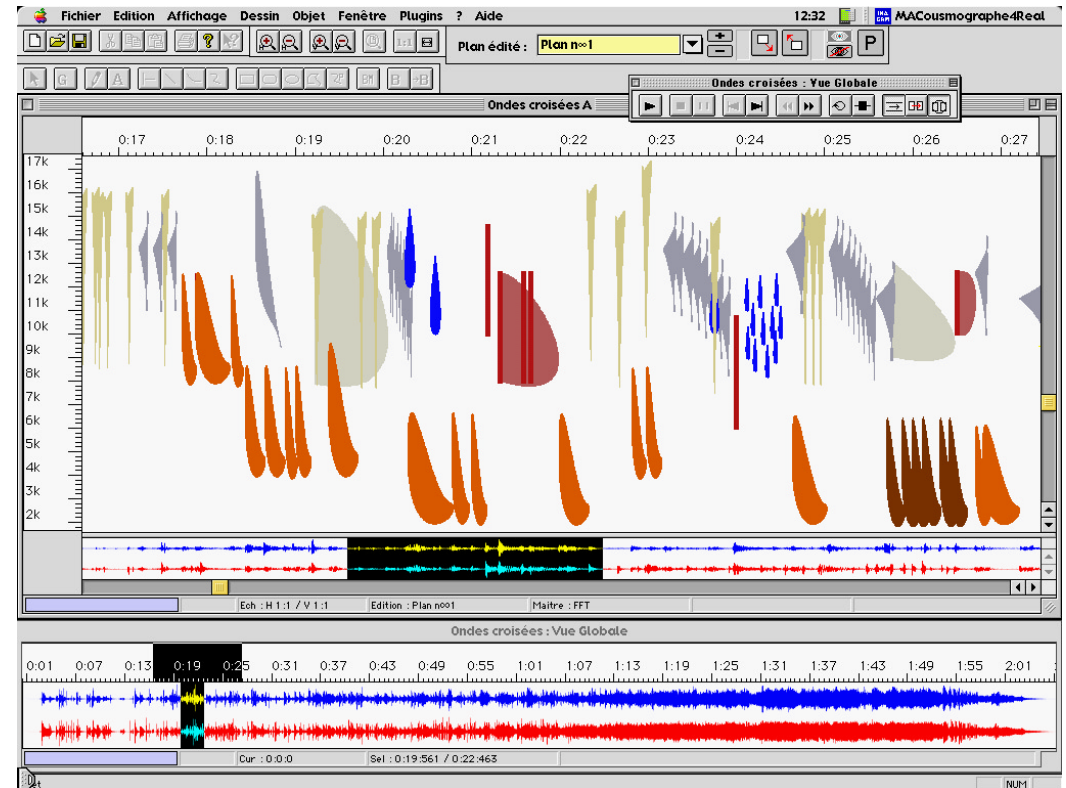 Fichier Edition Affichage Dessin Objet Fenêtre Plugins ? Aide 12:32 INA GRM MACousmographe4Real
1:1 Plan édité : Plan n∞1 P
G A 2P BM B →B
Ondes croisées : Vue Globale
Ondes croisées A
0:17 0:18 0:19 0:20 0:21 0:22 0:23 0:24 0:25 0:26 0:27
17k
16k
15k
14k
13k
12k
11k
10k
9k
8k
7k
6k
5k
4k
3k
2k
Ech : H 1:1 / V 1:1 Edition : Plan n∞1 Maitre : FFT
Ondes croisées : Vue Globale
0:01 0:07 0:13 0:19 0:25 0:31 0:37 0:43 0:49 0:55 1:01 1:07 1:13 1:19 1:25 1:31 1:37 1:43 1:49 1:55 2:01
Cur : 0:0:0 Sel : 0:19:561 / 0:22:463
NUM